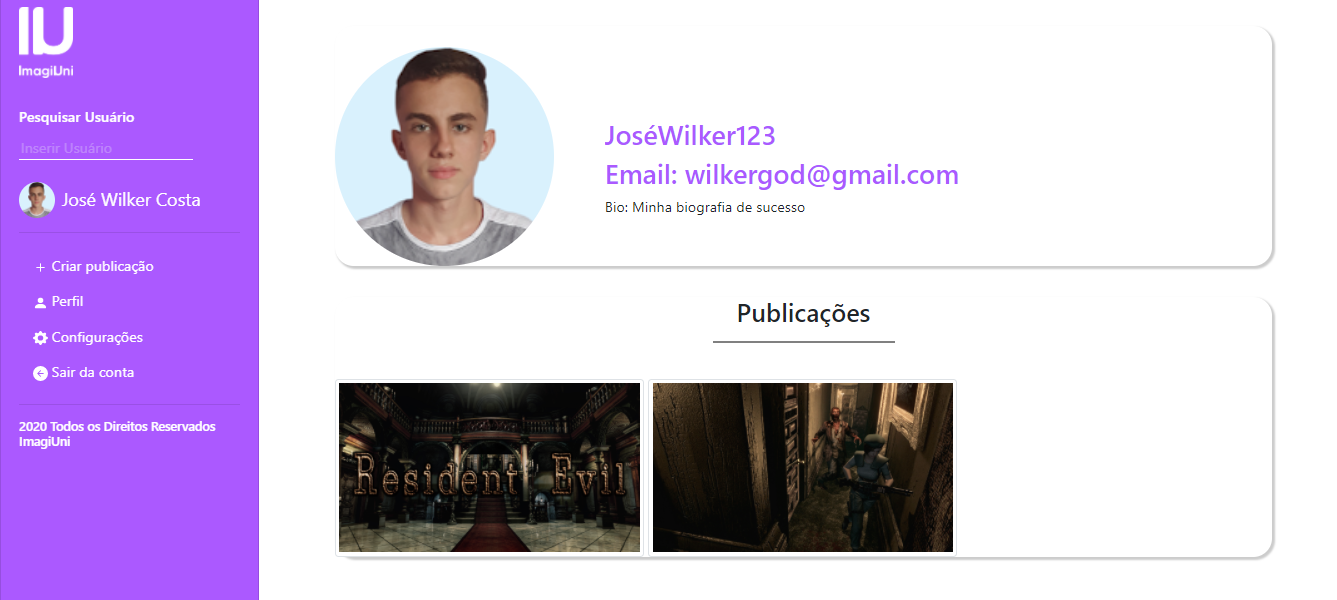 IU
ImagiUni
Pesquisar Usuário
Inserir Usuário
José Wilker Costa
Criar publicação
Perfil
Configurações
Sair da conta
2020 Todos os Direitos Reservados
ImagiUni
JoséWilker123
Email: wilkergod@gmail.com
Bio: Minha biografia de sucesso
Publicações
Resident Evil